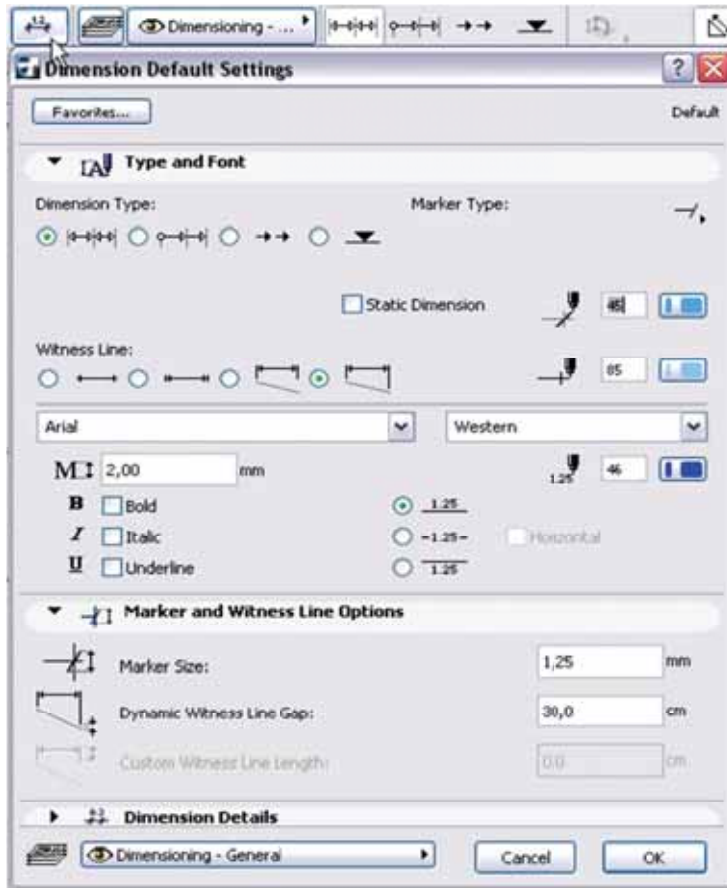 Dimensioning - ...
Dimension Default Settings
Favorites...
Default
Type and Font
Dimension Type:
Marker Type:
Static Dimension
45
Witness Line:
85
Arial
Western
M 2,00 mm
1.25
46
B Bold
1.25
I Italic
-1.25-
Horizontal
U Underline
1.25
Marker and Witness Line Options
Marker Size:
1,25 mm
Dynamic Witness Line Gap:
30,0 cm
Custom Witness Line Length:
0,0 cm
Dimension Details
Dimensioning - General
Cancel
OK